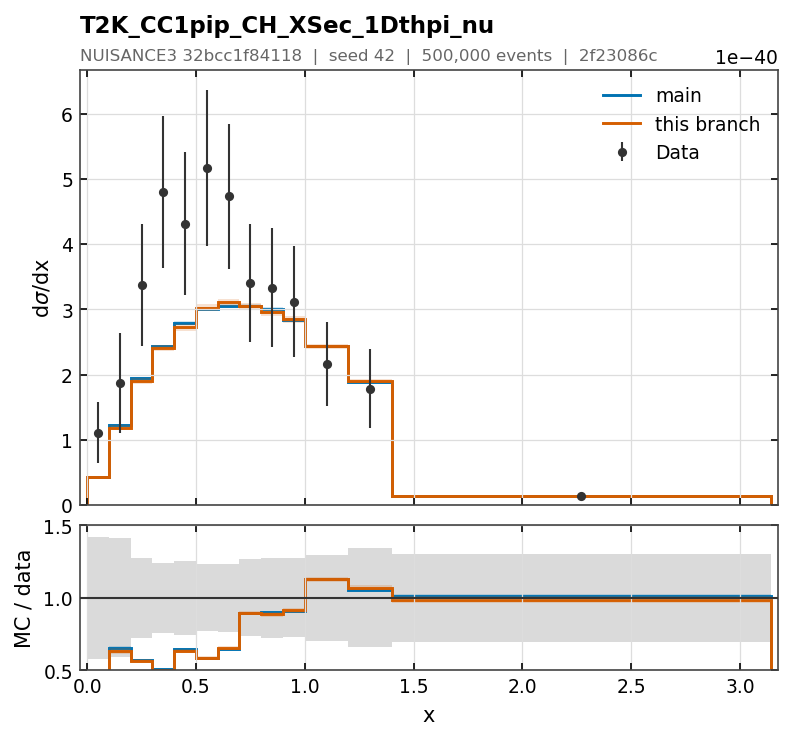 T2K_CC1pip_CH_XSec_1Dthpi_nu
NUISANCE3 32bcc1f84118 | seed 42 | 500,000 events | 2f23086c
1e−40
main
this branch
Data
dσ/dx
6
5
4
3
2
1
0
MC / data
1.5
1.0
0.5
0.0 0.5 1.0 1.5 2.0 2.5 3.0
x